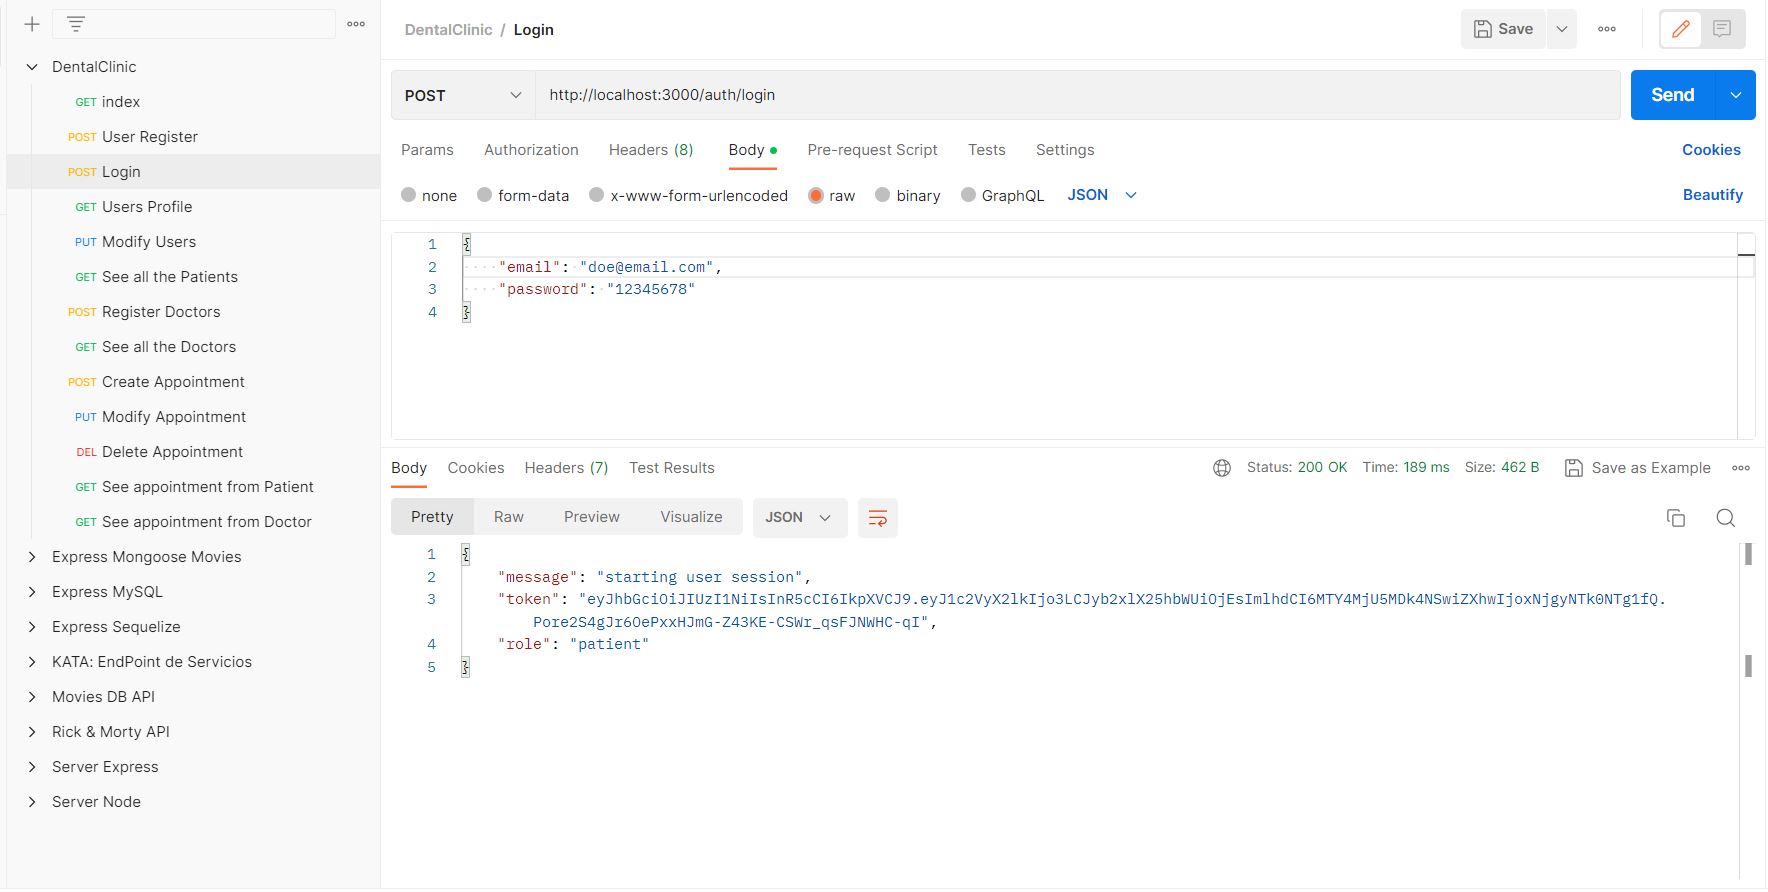 DentalClinic
GET index
POST User Register
POST Login
GET Users Profile
PUT Modify Users
GET See all the Patients
POST Register Doctors
GET See all the Doctors
POST Create Appointment
PUT Modify Appointment
DEL Delete Appointment
GET See appointment from Patient
GET See appointment from Doctor
Express Mongoose Movies
Express MySQL
Express Sequelize
KATA: EndPoint de Servicios
Movies DB API
Rick & Morty API
Server Express
Server Node
DentalClinic / Login
Save
POST http://localhost:3000/auth/login
Send
Params Authorization Headers (8) Body Pre-request Script Tests Settings Cookies
none form-data x-www-form-urlencoded raw binary GraphQL JSON Beautify
1 {
2 "email": "doe@email.com",
3 "password": "12345678"
4 }
Body Cookies Headers (7) Test Results Status: 200 OK Time: 189 ms Size: 462 B Save as Example
Pretty Raw Preview Visualize JSON
1 {
2 "message": "starting user session",
3 "token": "eyJhbGciOiJIUzI1NiIsInR5cCI6IkpXVCJ9.eyJ1c2VyX2lkIjo3LCJyb2xlX25hbWUiOjEsImlhdCI6MTY4MjU5MDk4NSwiZXhwIjoxNjgyNTk0NTg1fQ.
Pore2S4gJr6OePxxHJmG-Z43KE-CSWr_qsFJNWHC-qI",
4 "role": "patient"
5 }